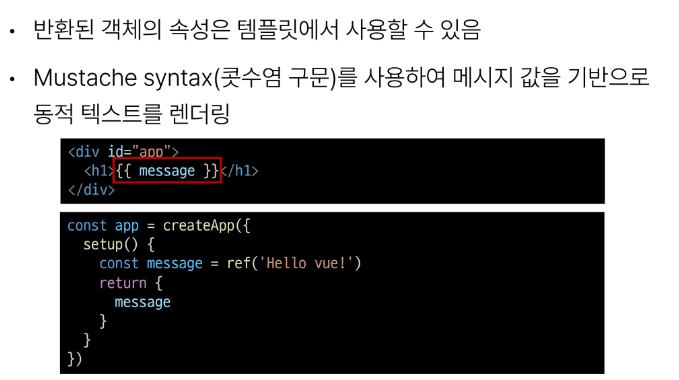 • 반환된 객체의 속성은 템플릿에서 사용할 수 있음
• Mustache syntax(콧수염 구문)를 사용하여 메시지 값을 기반으로
동적 텍스트를 렌더링
<div id="app">
  <h1>{{ message }}</h1>
</div>
const app = createApp({
  setup() {
    const message = ref('Hello vue!')
    return {
      message
    }
  }
})